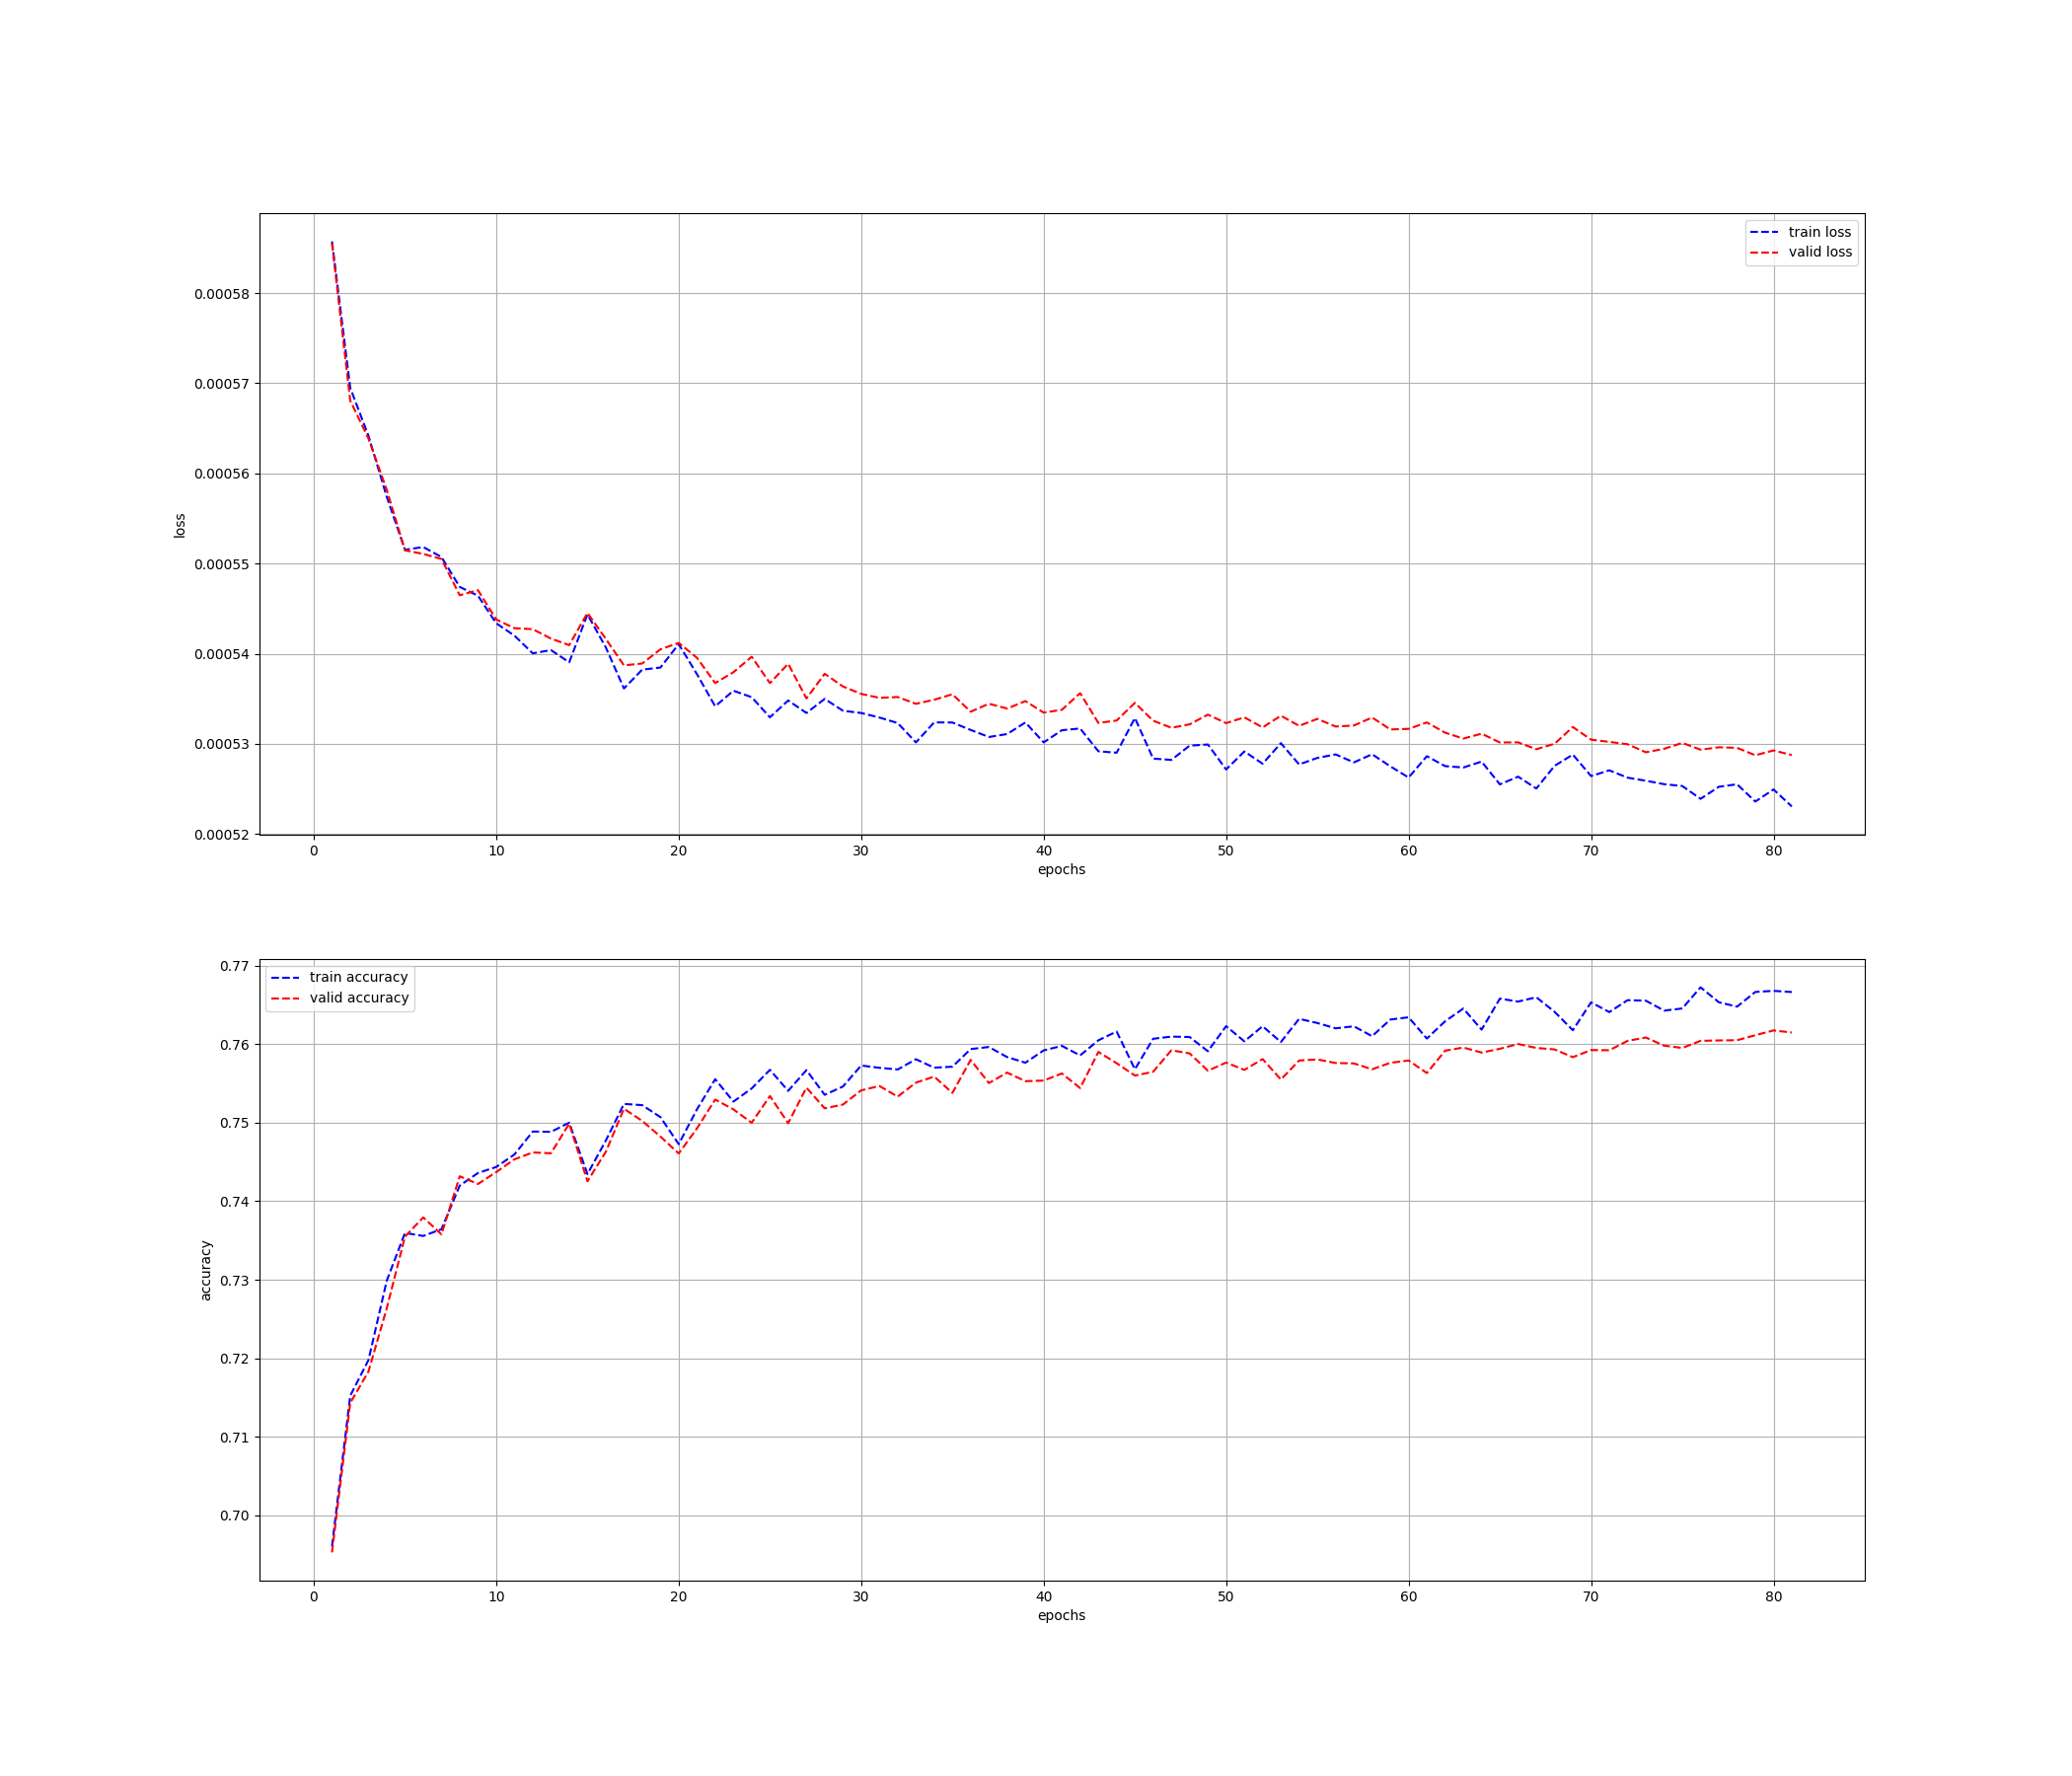 train loss
valid loss
0.00058
0.00057
0.00056
0.00055
0.00054
0.00053
0.00052
loss
0 10 20 30 40 50 60 70 80
epochs
train accuracy
valid accuracy
0.77
0.76
0.75
0.74
0.73
0.72
0.71
0.70
accuracy
0 10 20 30 40 50 60 70 80
epochs